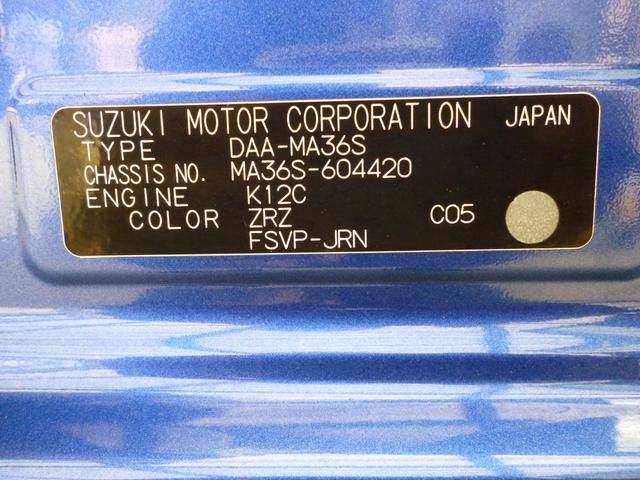 SUZUKI MOTOR CORPORATION JAPAN
TYPE DAA-MA36S
CHASSIS NO. MA36S-604420
ENGINE K12C
COLOR ZRZ C05
FSVP-JRN